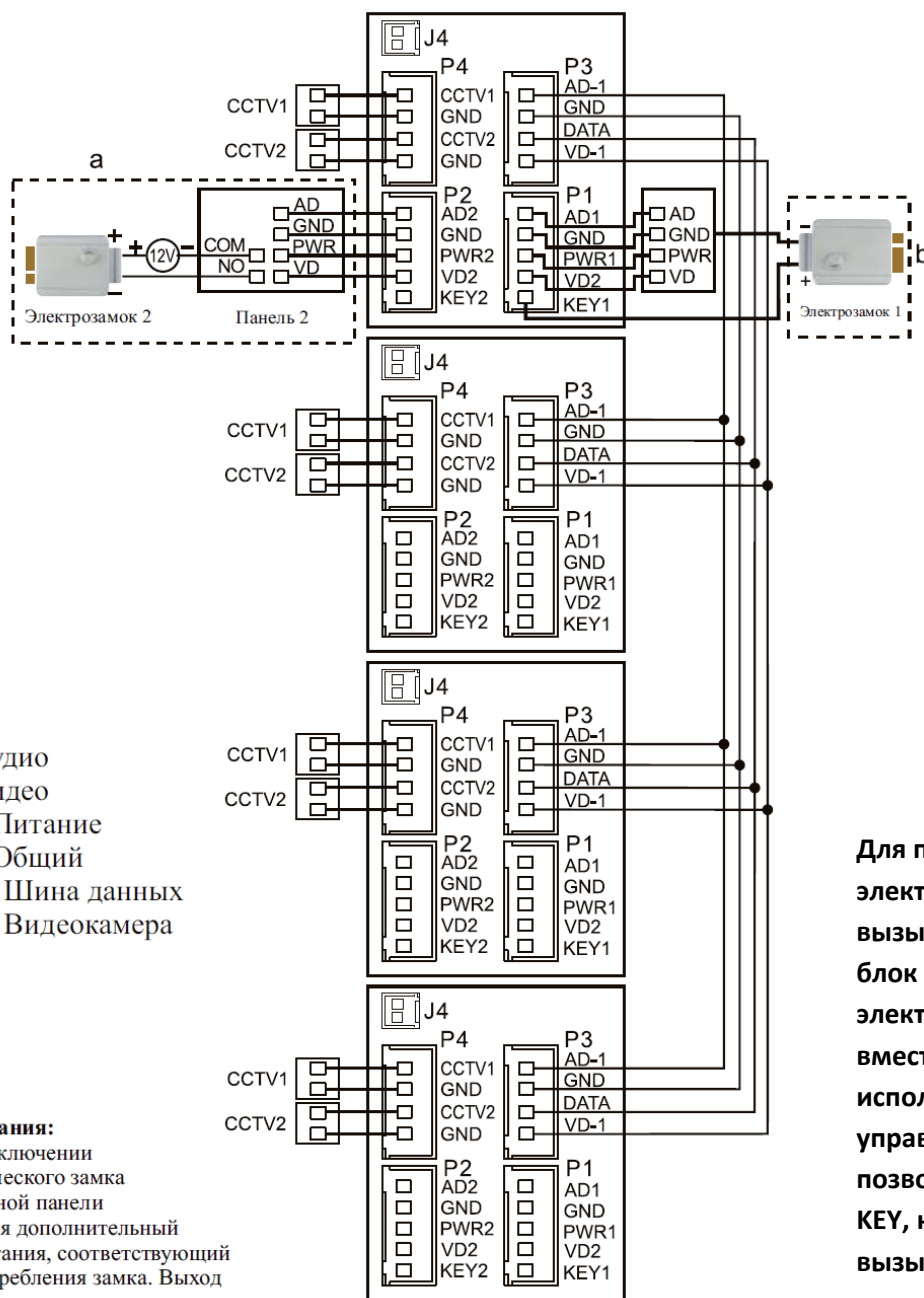 J4
P4
P3
CCTV1
GND
CCTV2
GND
AD-1
GND
DATA
VD-1
CCTV1
CCTV2
a
P2
AD2
GND
PWR2
VD2
KEY2
P1
AD1
GND
PWR1
VD2
KEY1
AD
GND
PWR
VD
COM
NO
+
+ 12V -
-
Электрозамок 2
Панель 2
AD
GND
PWR
VD
-
+
b
Электрозамок 1
J4
P4
P3
CCTV1
GND
CCTV2
GND
AD-1
GND
DATA
VD-1
CCTV1
CCTV2
P2
AD2
GND
PWR2
VD2
KEY2
P1
AD1
GND
PWR1
VD2
KEY1
J4
P4
P3
CCTV1
GND
CCTV2
GND
AD-1
GND
DATA
VD-1
CCTV1
CCTV2
P2
AD2
GND
PWR2
VD2
KEY2
P1
AD1
GND
PWR1
VD2
KEY1
J4
P4
P3
CCTV1
GND
CCTV2
GND
AD-1
GND
DATA
VD-1
CCTV1
CCTV2
P2
AD2
GND
PWR2
VD2
KEY2
P1
AD1
GND
PWR1
VD2
KEY1
удио
идео
Питание
Общий
Шина данных
Видеокамера
ания:
ключении
ческого замка
ной панели
я дополнительный
тания, соответствующий
требления замка. Выход
Для п
элект
вызы
блок
элект
вмест
испол
управ
позво
KEY, н
вызы